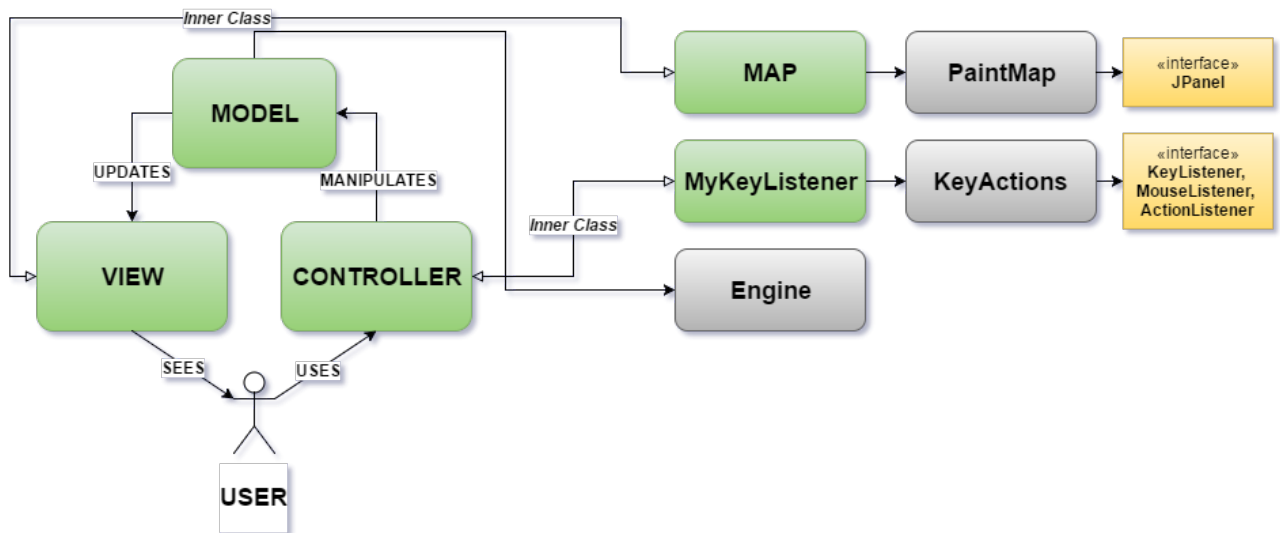 Inner Class
MODEL
MAP
PaintMap
«interface»
JPanel
UPDATES
MANIPULATES
MyKeyListener
KeyActions
«interface»
KeyListener,
MouseListener,
ActionListener
Inner Class
VIEW
CONTROLLER
Engine
SEES
USES
USER